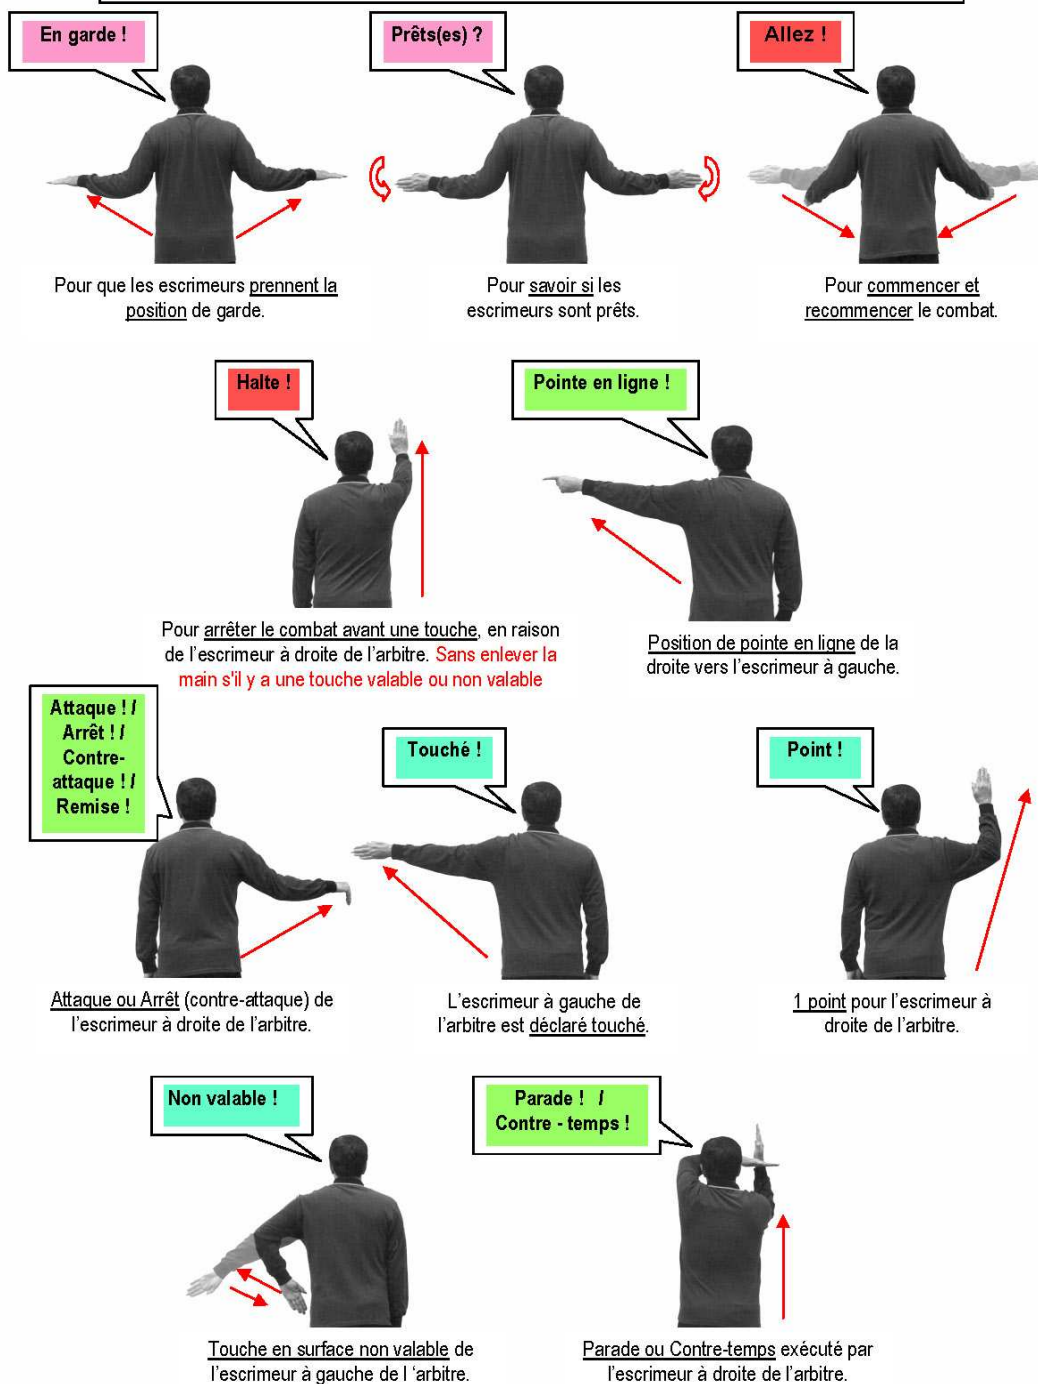 En garde !
Prêts(es) ?
Allez !
Pour que les escrimeurs prennent la
position de garde.
Pour savoir si les
escrimeurs sont prêts.
Pour commencer et
recommencer le combat.
Halte !
Pointe en ligne !
Pour arrêter le combat avant une touche, en raison
de l'escrimeur à droite de l'arbitre. Sans enlever la
main s'il y a une touche valable ou non valable
Position de pointe en ligne de la
droite vers l'escrimeur à gauche.
Attaque ! /
Arrêt ! /
Contre-
attaque ! /
Remise !
Touché !
Point !
Attaque ou Arrêt (contre-attaque) de
l'escrimeur à droite de l'arbitre.
L'escrimeur à gauche de
l'arbitre est déclaré touché.
1 point pour l'escrimeur à
droite de l'arbitre.
Non valable !
Parade ! /
Contre - temps !
Touche en surface non valable de
l'escrimeur à gauche de l 'arbitre.
Parade ou Contre-temps exécuté par
l'escrimeur à droite de l'arbitre.